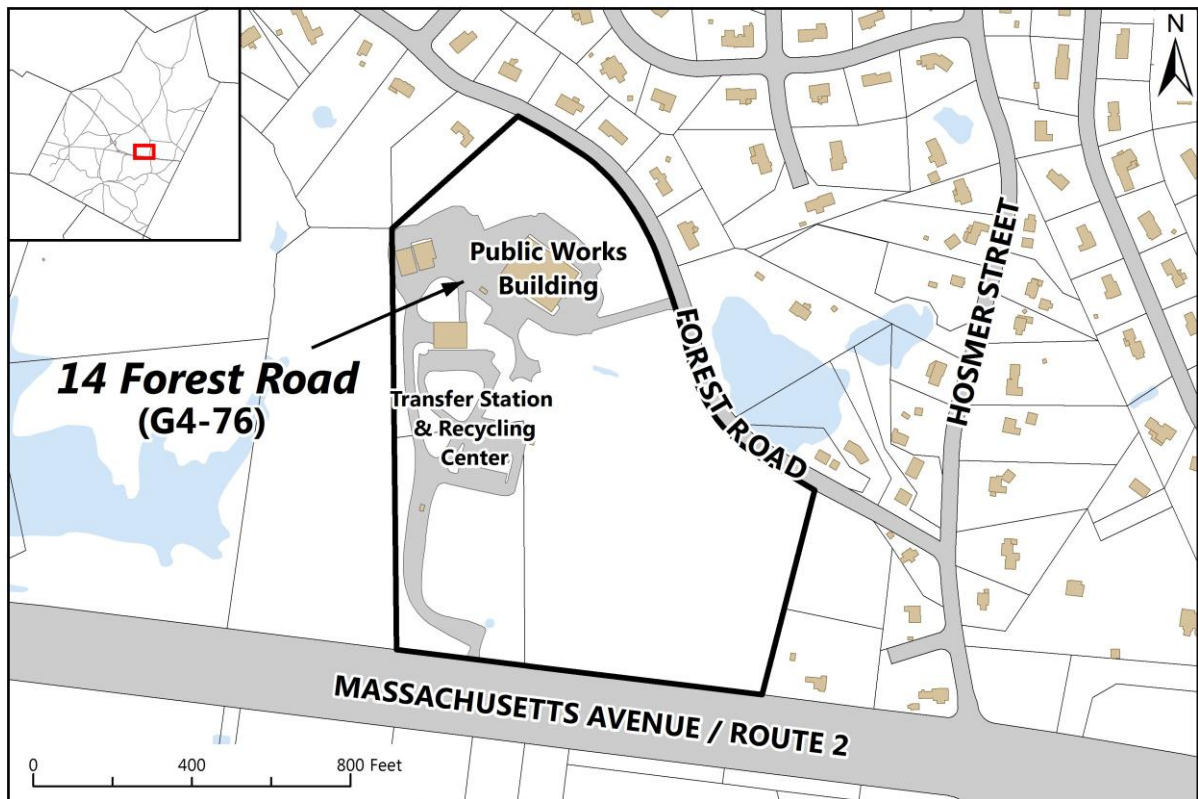 N
Public Works
Building
14 Forest Road
(G4-76)
Transfer Station
& Recycling
Center
FOREST ROAD
HOSMER STREET
MASSACHUSETTS AVENUE / ROUTE 2
0 400 800 Feet